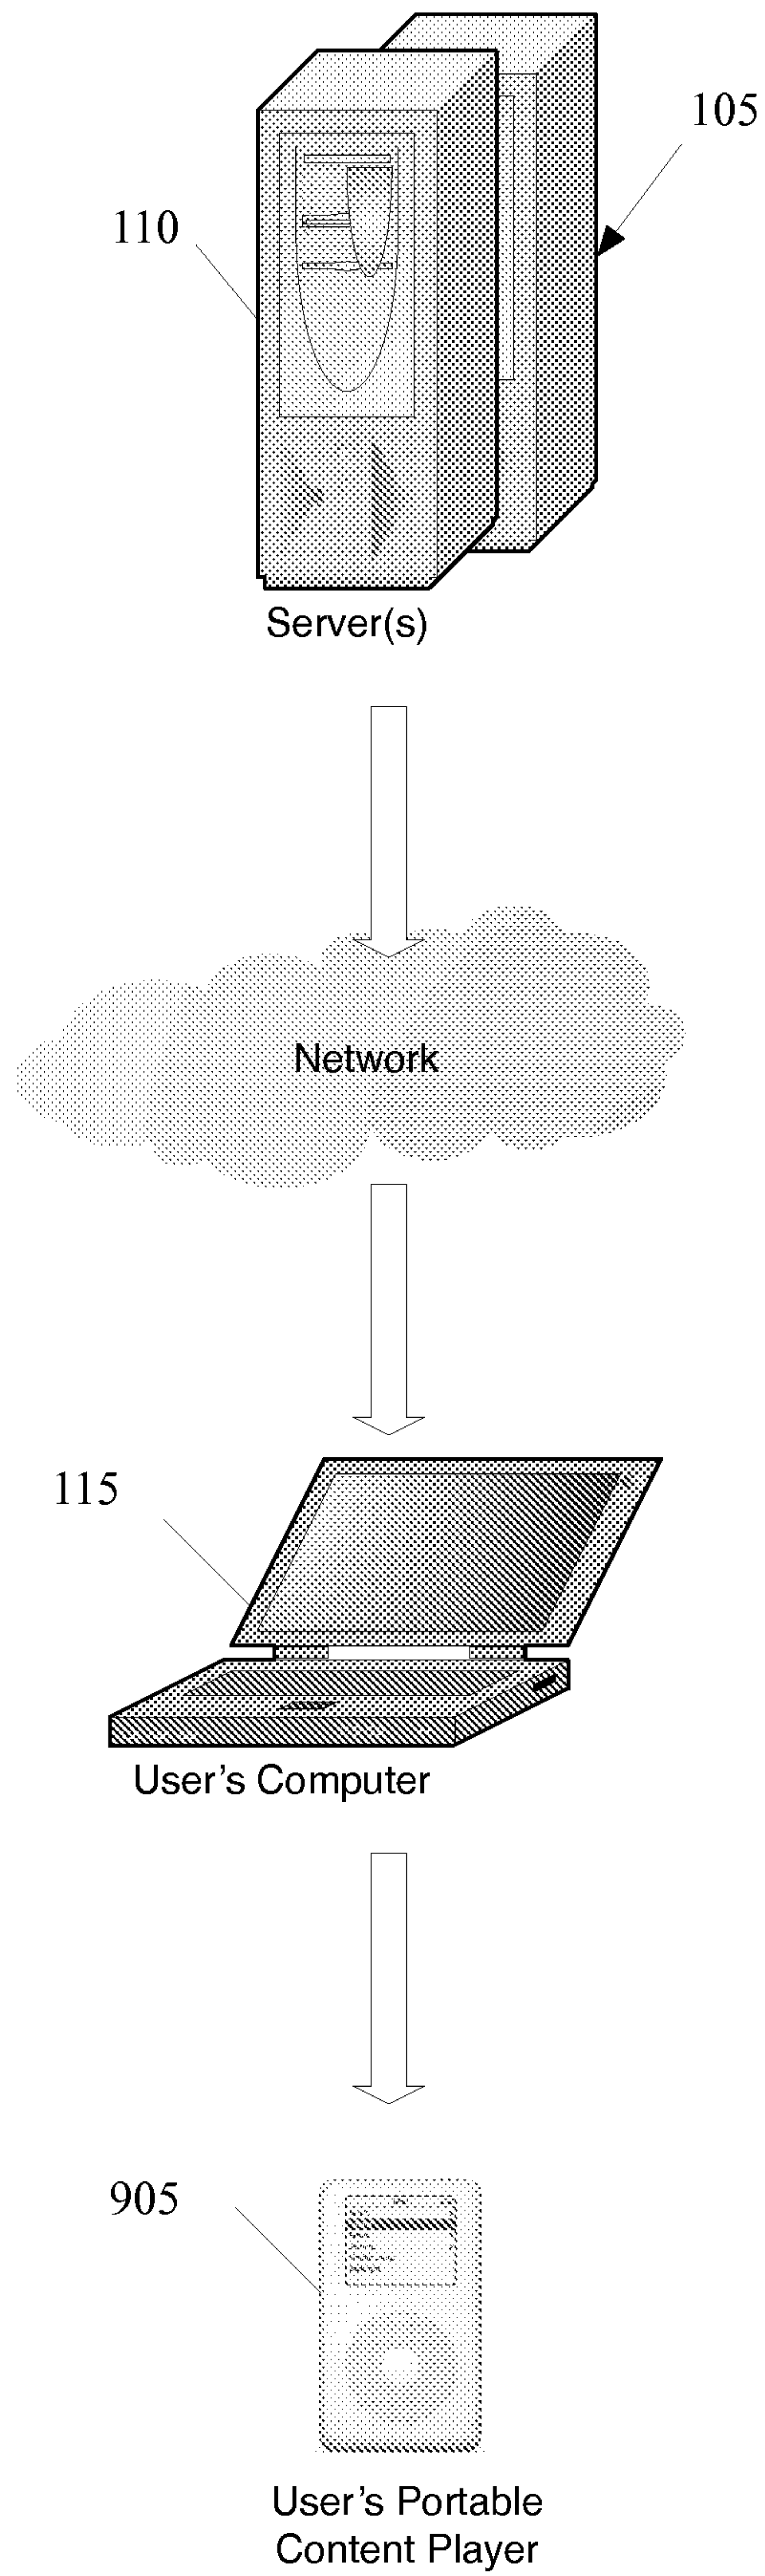 105
110
Server(s)
Network
115
User's Computer
905
User's Portable
Content Player